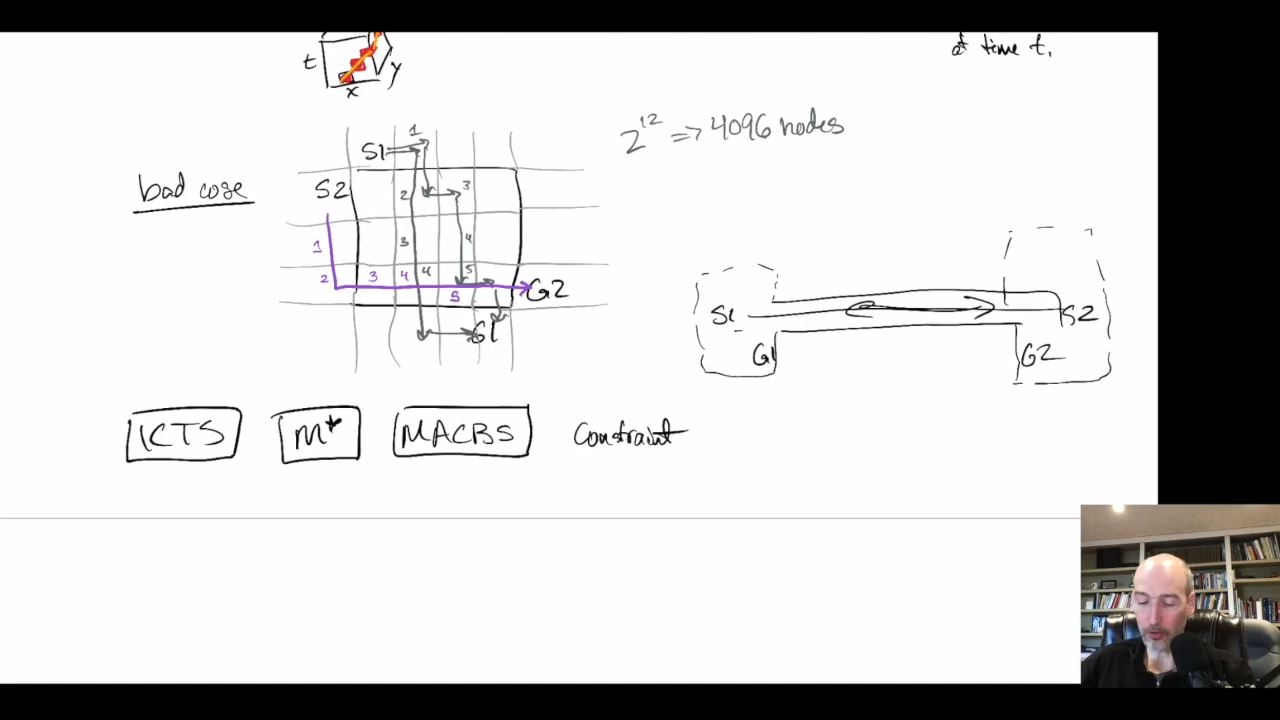 at time t.
t
y
x
2^12 => 4096 nodes
1
S1
bad case
S2
2
3
1
3
4
2
3
4
4
5
5
G2
G1
S1
S2
G1
G2
ICTS
M*
MACBS
Constraint